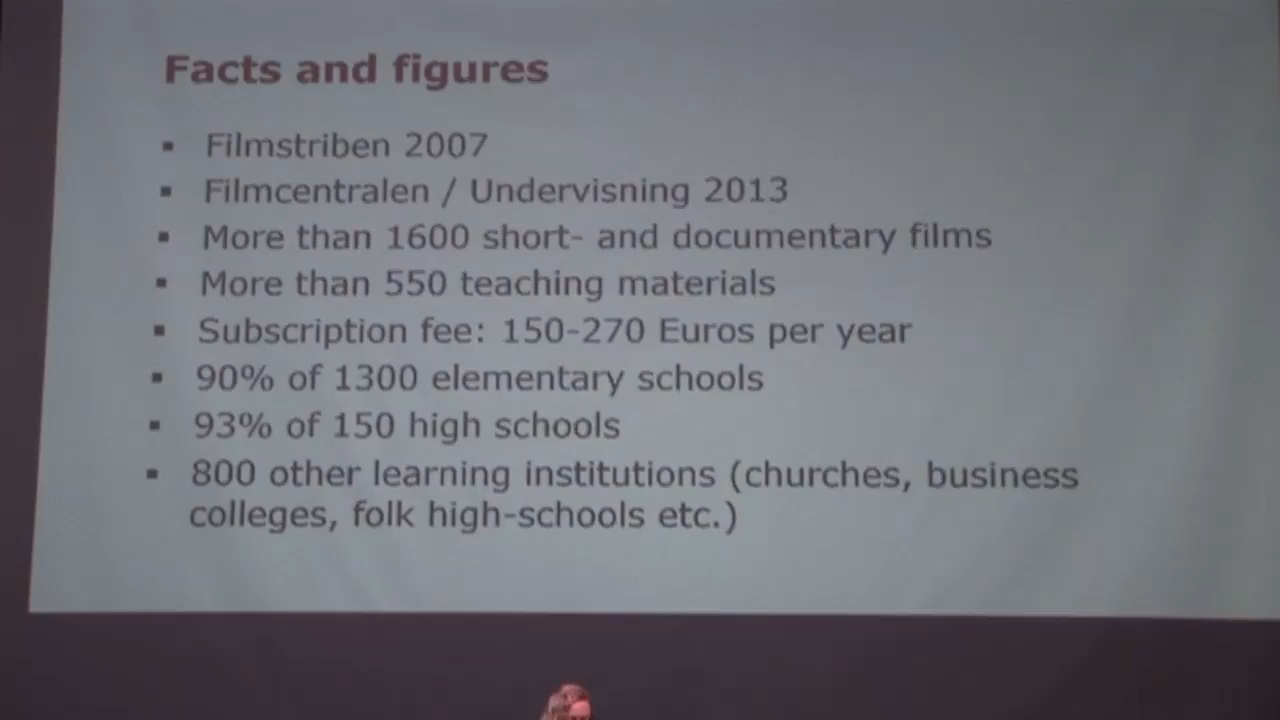 Facts and figures
▪ Filmstriben 2007
▪ Filmcentralen / Undervisning 2013
▪ More than 1600 short- and documentary films
▪ More than 550 teaching materials
▪ Subscription fee: 150-270 Euros per year
▪ 90% of 1300 elementary schools
▪ 93% of 150 high schools
▪ 800 other learning institutions (churches, business
colleges, folk high-schools etc.)